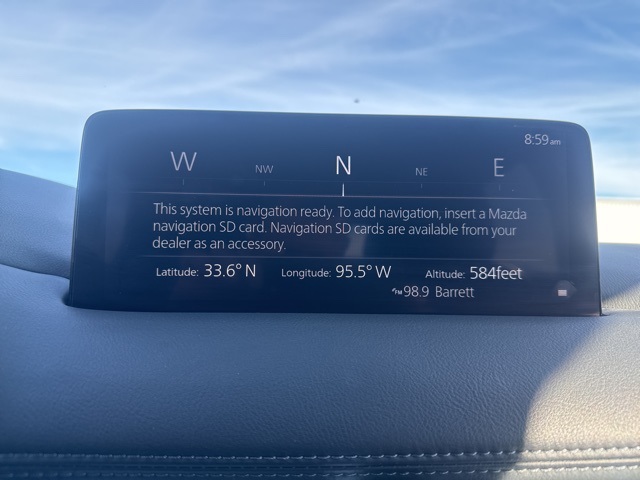 8:59am
W NW N NE E
This system is navigation ready. To add navigation, insert a Mazda
navigation SD card. Navigation SD cards are available from your
dealer as an accessory.
Latitude: 33.6° N Longitude: 95.5° W Altitude: 584feet
FM 98.9 Barrett